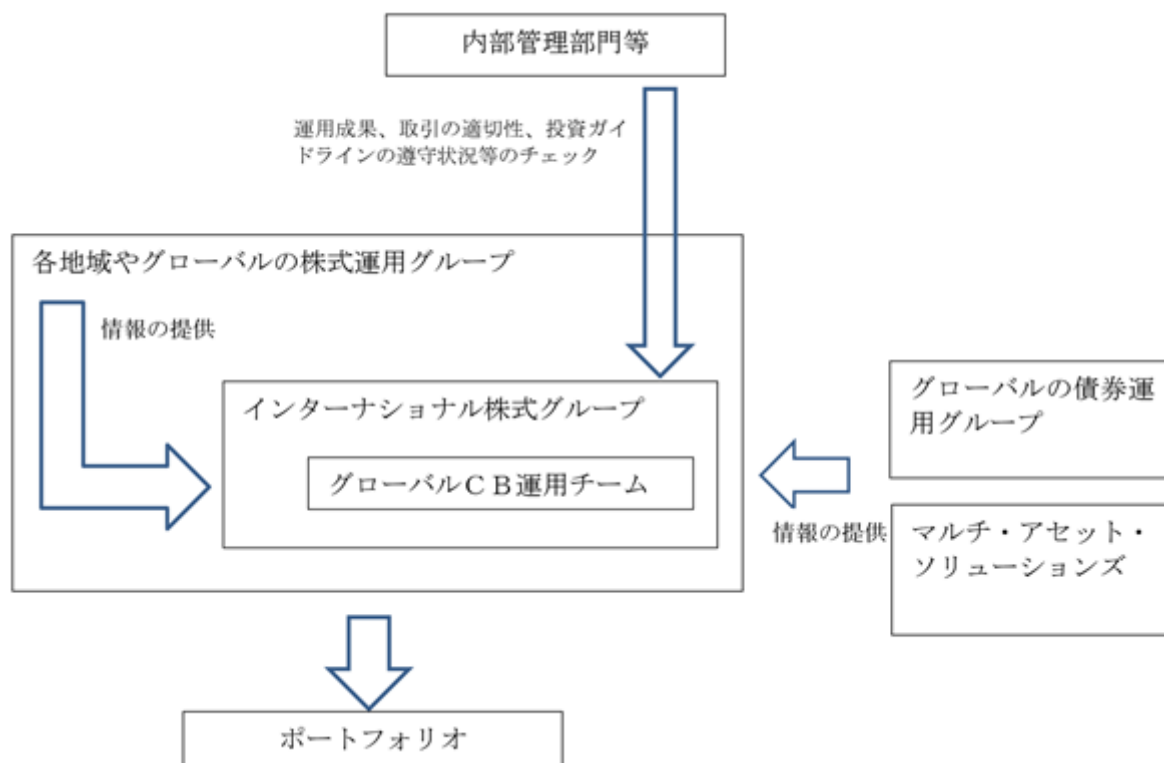 内部管理部門等
運用成果、取引の適切性、投資ガイ
ドラインの遵守状況等のチェック
各地域やグローバルの株式運用グループ
情報の提供
インターナショナル株式グループ
グローバルＣＢ運用チーム
グローバルの債券運
用グループ
情報の提供
マルチ・アセット・
ソリューションズ
ポートフォリオ